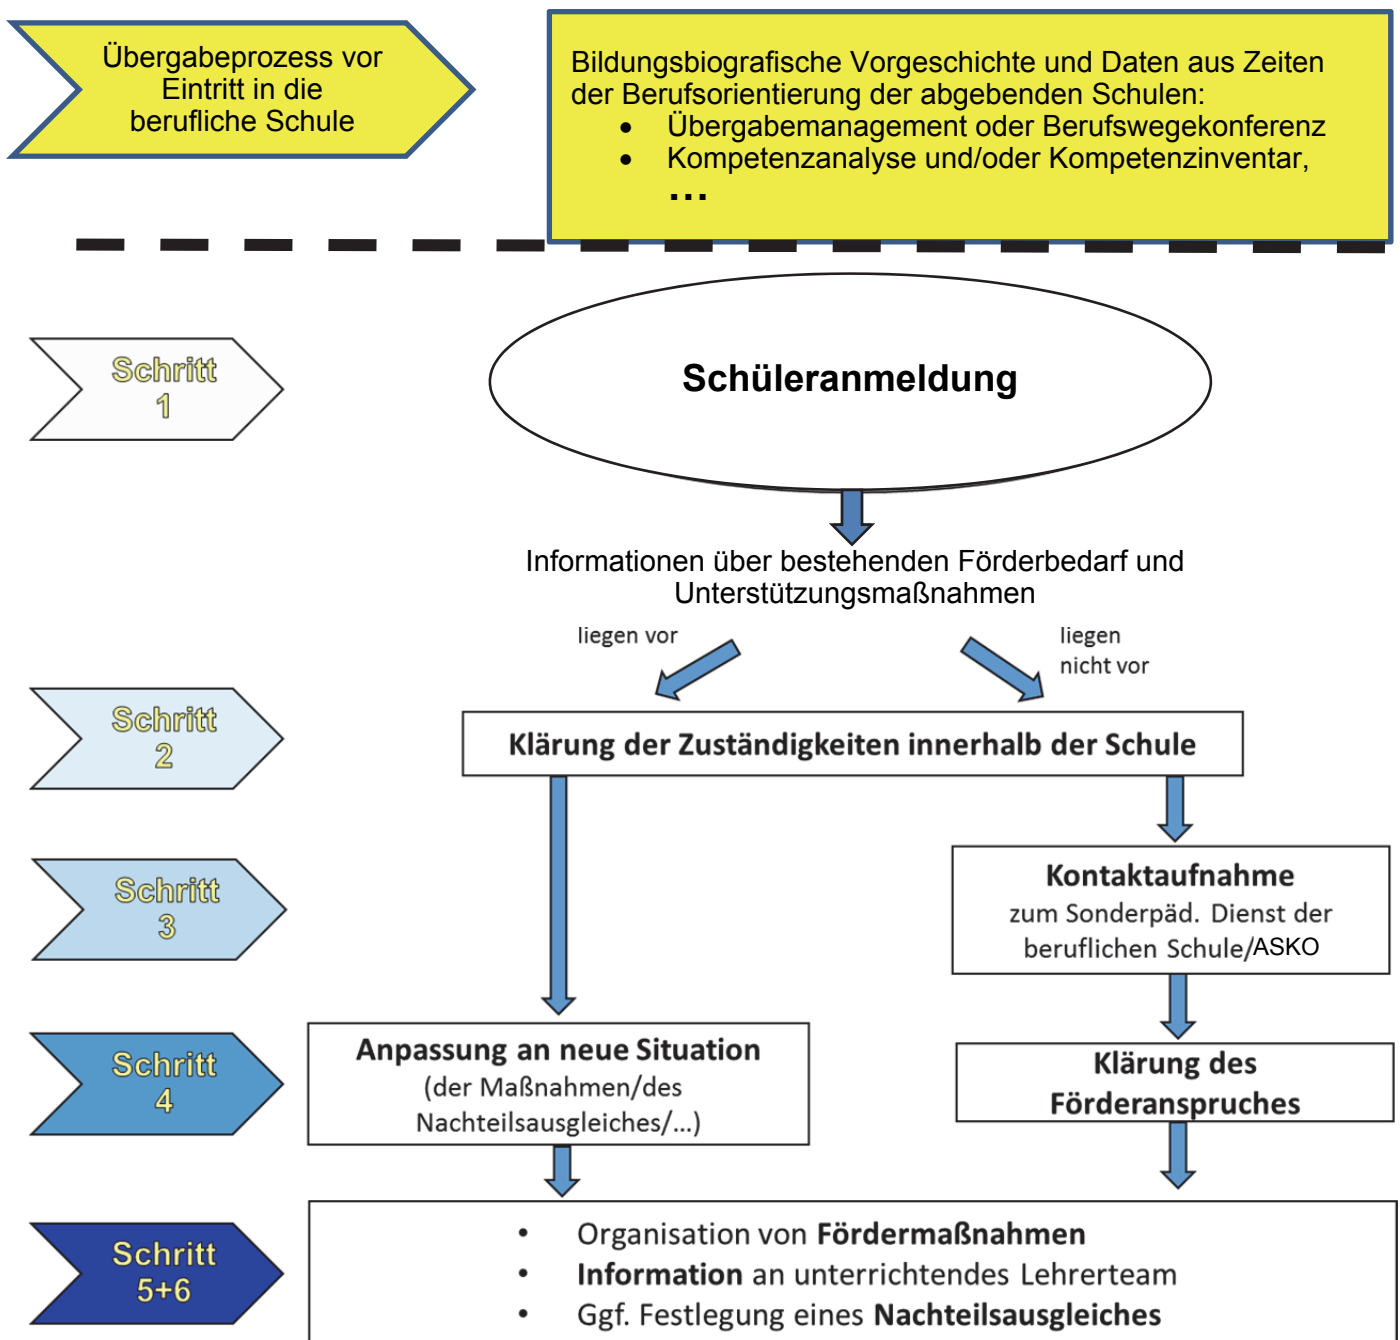 Übergabeprozess vor
Eintritt in die
berufliche Schule
Bildungsbiografische Vorgeschichte und Daten aus Zeiten
der Berufsorientierung der abgebenden Schulen:
• Übergabemanagement oder Berufswegekonferenz
• Kompetenzanalyse und/oder Kompetenzinventar,
...
Schritt
1
Schüleranmeldung
Informationen über bestehenden Förderbedarf und
Unterstützungsmaßnahmen
liegen vor
liegen
nicht vor
Schritt
2
Klärung der Zuständigkeiten innerhalb der Schule
Schritt
3
Kontaktaufnahme
zum Sonderpäd. Dienst der
beruflichen Schule/ASKO
Schritt
4
Anpassung an neue Situation
(der Maßnahmen/des
Nachteilsausgleiches/...)
Klärung des
Förderanspruches
Schritt
5+6
• Organisation von Fördermaßnahmen
• Information an unterrichtendes Lehrerteam
• Ggf. Festlegung eines Nachteilsausgleiches